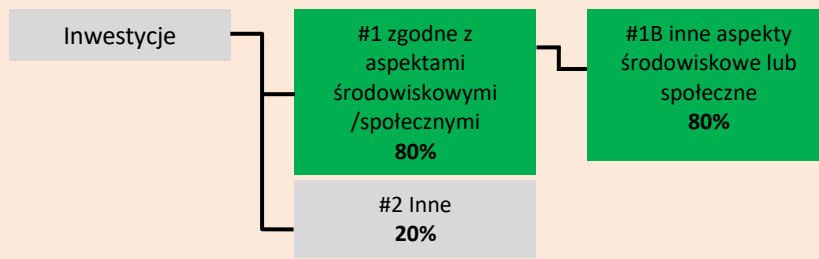 Inwestycje
#1 zgodne z
aspektami
środowiskowymi
/społecznymi
80%
#1B inne aspekty
środowiskowe lub
społeczne
80%
#2 Inne
20%